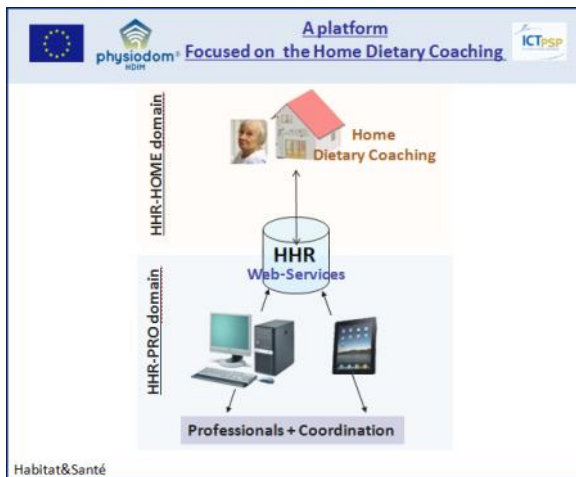 A platform
Focused on the Home Dietary Coaching
physiodom®
HDIM
ICT PSP
HHR-HOME domain
Home
Dietary Coaching
HHR
Web-Services
HHR-PRO domain
Professionals + Coordination
Habitat&Santé